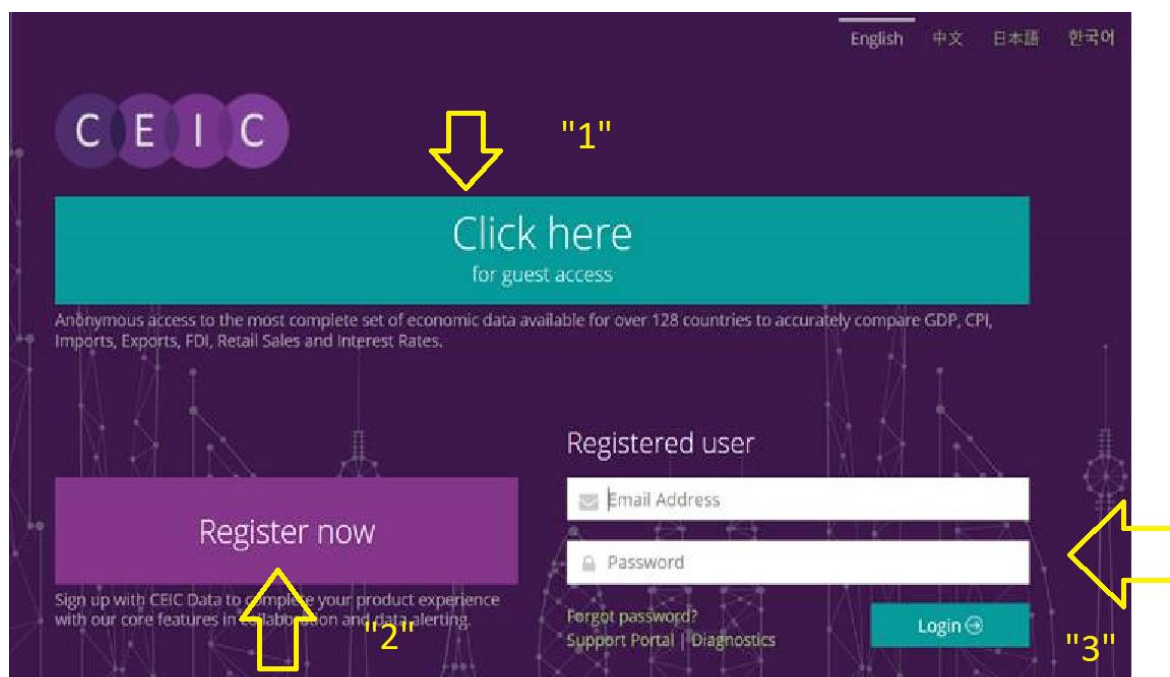 English 中文 日本語 한국어
CEIC
"1"
Click here
for guest access
Anonymous access to the most complete set of economic data available for over 128 countries to accurately compare GDP, CPI,
Imports, Exports, FDI, Retail Sales and Interest Rates.
Registered user
Email Address
Register now
Password
Sign up with CEIC Data to complete your product experience
with our core features in collaboration and data alerting.
"2"
Forgot password?
Support Portal | Diagnostics
Login
"3"